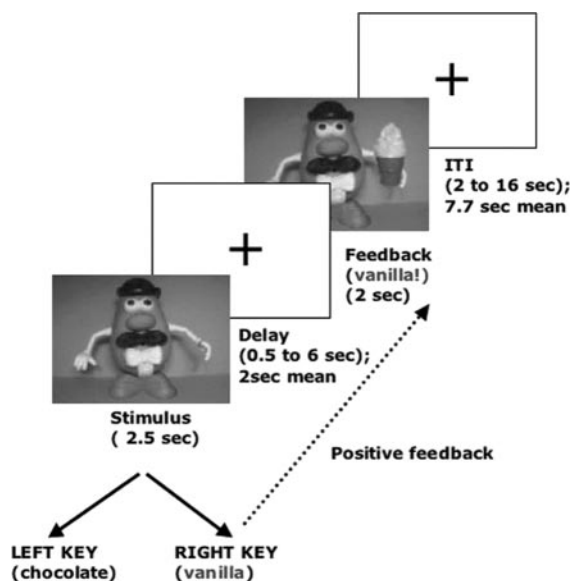 ITI
(2 to 16 sec);
7.7 sec mean
Feedback
(vanilla!)
(2 sec)
Delay
(0.5 to 6 sec);
2sec mean
Stimulus
( 2.5 sec)
Positive feedback
LEFT KEY
(chocolate)
RIGHT KEY
(vanilla)